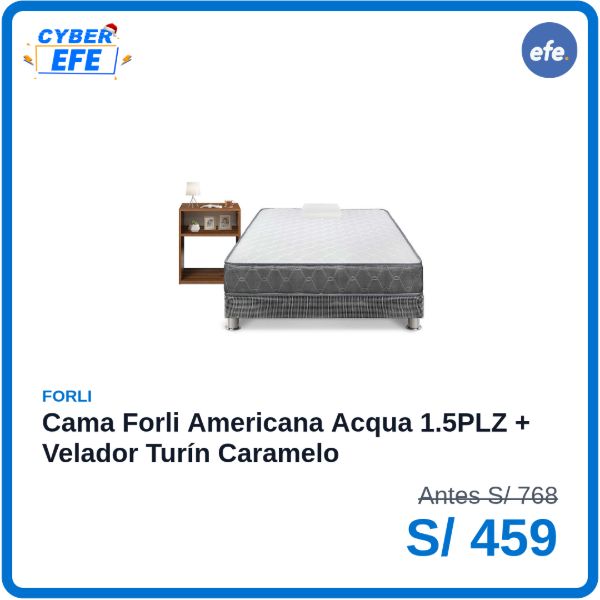 CYBER
EFE
efe.
FORLI
Cama Forli Americana Acqua 1.5PLZ +
Velador Turín Caramelo
Antes S/ 768
S/ 459